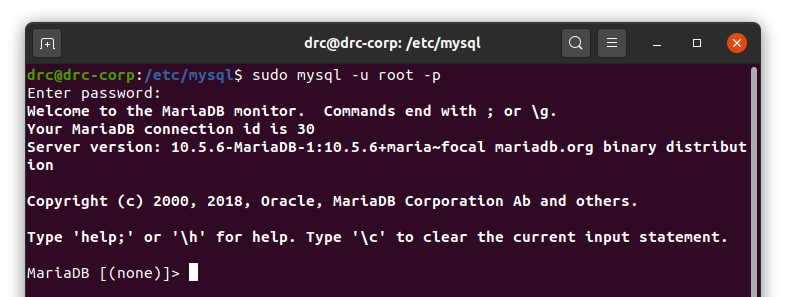 drc@drc-corp: /etc/mysql
drc@drc-corp:/etc/mysql$ sudo mysql -u root -p
Enter password:
Welcome to the MariaDB monitor.  Commands end with ; or \g.
Your MariaDB connection id is 30
Server version: 10.5.6-MariaDB-1:10.5.6+maria~focal mariadb.org binary distribut
ion
Copyright (c) 2000, 2018, Oracle, MariaDB Corporation Ab and others.
Type 'help;' or '\h' for help. Type '\c' to clear the current input statement.
MariaDB [(none)]>